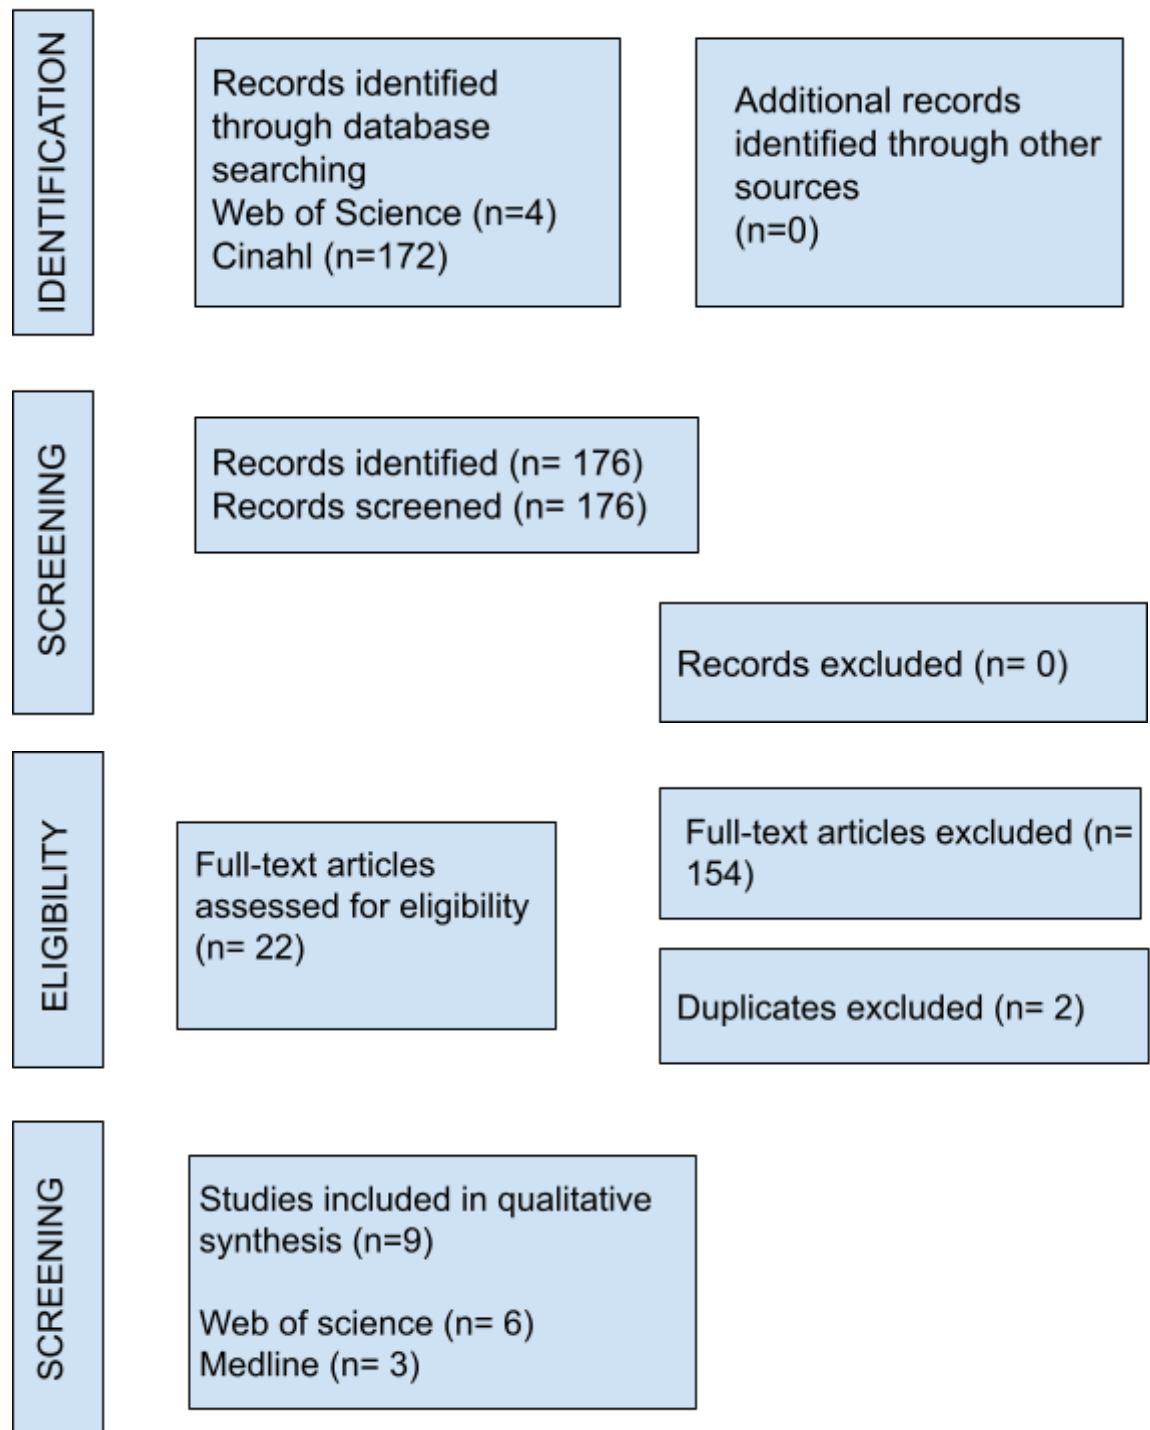 IDENTIFICATION
Records identified
through database
searching
Web of Science (n=4)
Cinahl (n=172)
Additional records
identified through other
sources
(n=0)
SCREENING
Records identified (n= 176)
Records screened (n= 176)
Records excluded (n= 0)
ELIGIBILITY
Full-text articles
assessed for eligibility
(n= 22)
Full-text articles excluded (n=
154)
Duplicates excluded (n= 2)
SCREENING
Studies included in qualitative
synthesis (n=9)
Web of science (n= 6)
Medline (n= 3)